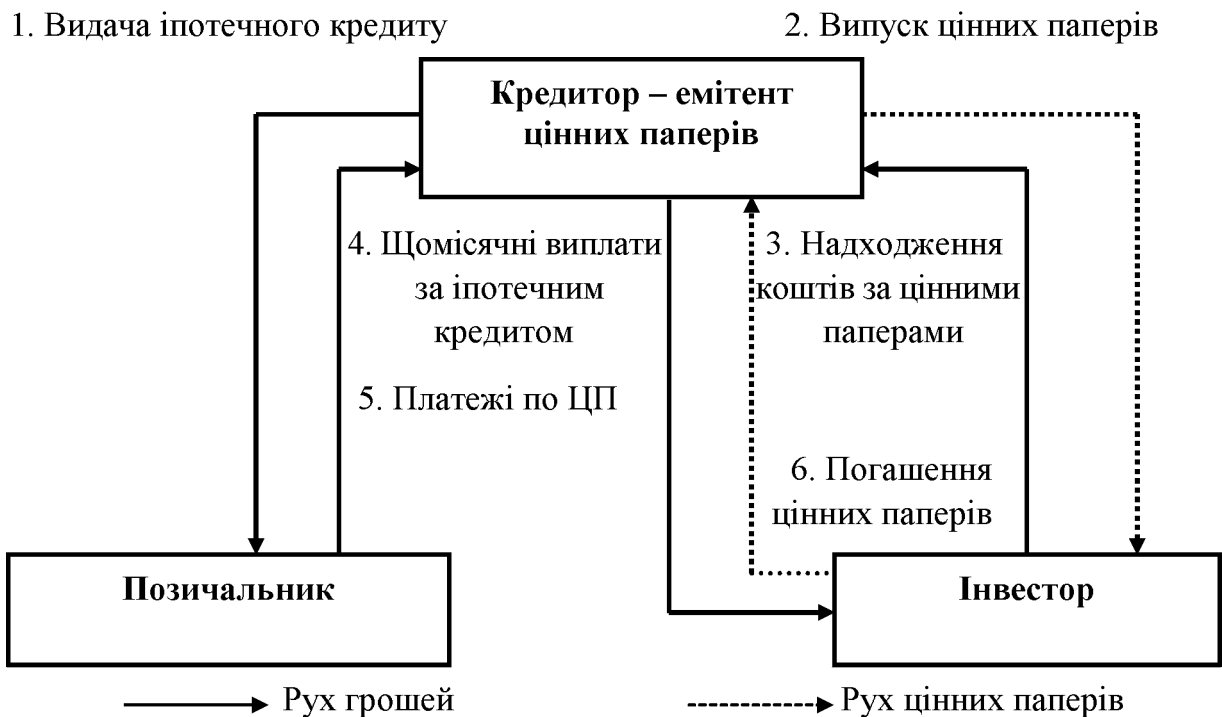 1. Видача іпотечного кредиту
2. Випуск цінних паперів
Кредитор – емітент
цінних паперів
4. Щомісячні виплати
за іпотечним
кредитом
3. Надходження
коштів за цінними
паперами
5. Платежі по ЦП
6. Погашення
цінних паперів
Позичальник
Інвестор
Рух грошей
Рух цінних паперів